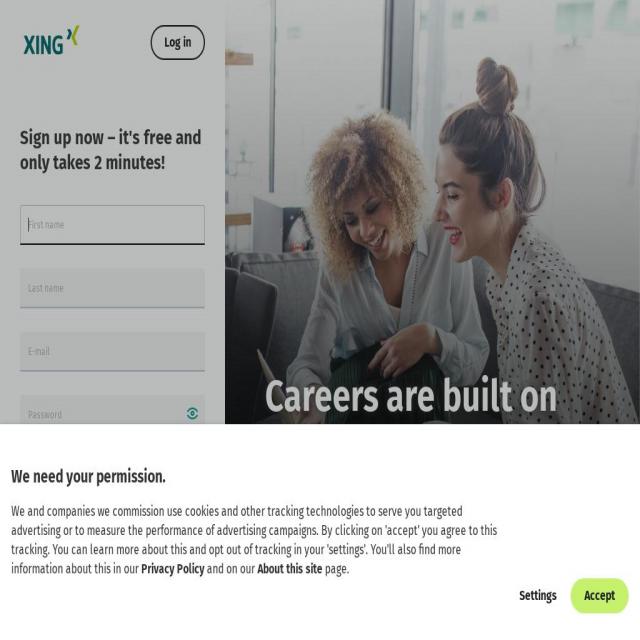 XING
Log in
Sign up now – it's free and
only takes 2 minutes!
First name
Last name
E-mail
Password
Careers are built on
We need your permission.
We and companies we commission use cookies and other tracking technologies to serve you targeted
advertising or to measure the performance of advertising campaigns. By clicking on 'accept' you agree to this
tracking. You can learn more about this and opt out of tracking in your 'settings'. You'll also find more
information about this in our Privacy Policy and on our About this site page.
Settings
Accept